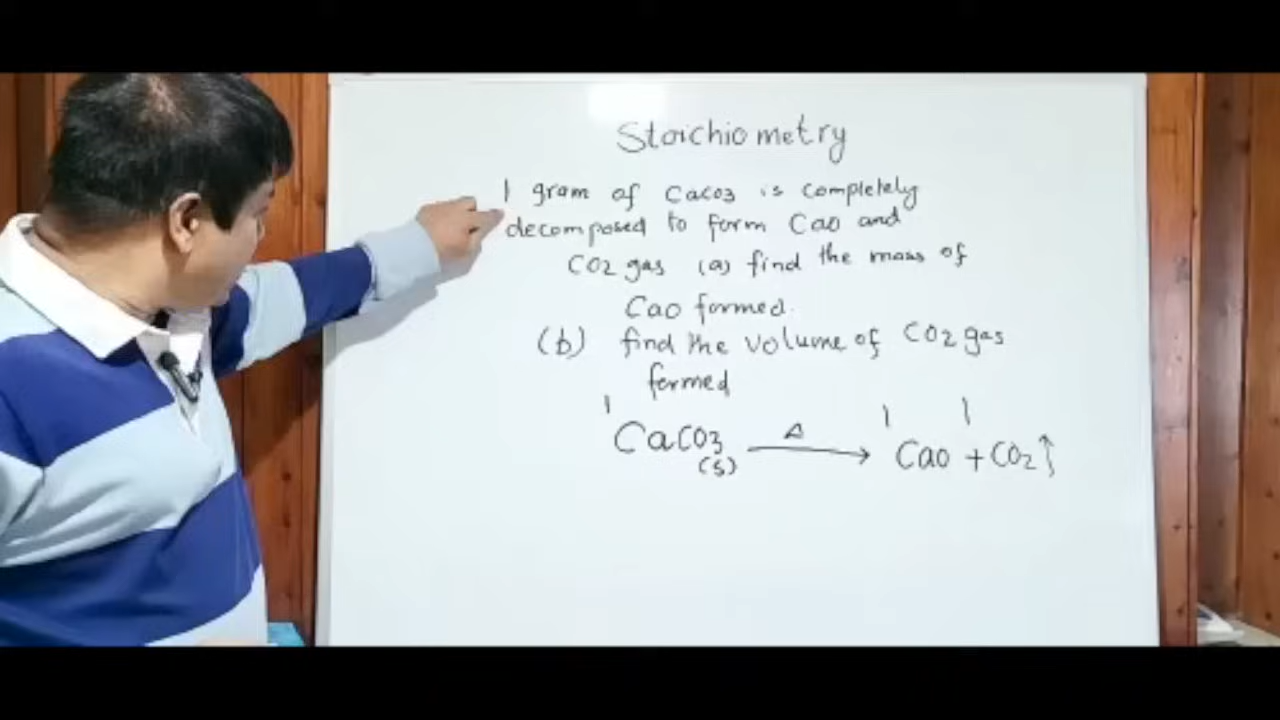 Stoichiometry
1 gram of CaCO3 is completely
decomposed to form CaO and
CO2 gas (a) find the mass of
CaO formed.
(b) find the volume of CO2 gas
formed
1 1 1
CaCO3 (s) Δ → CaO + CO2 ↑